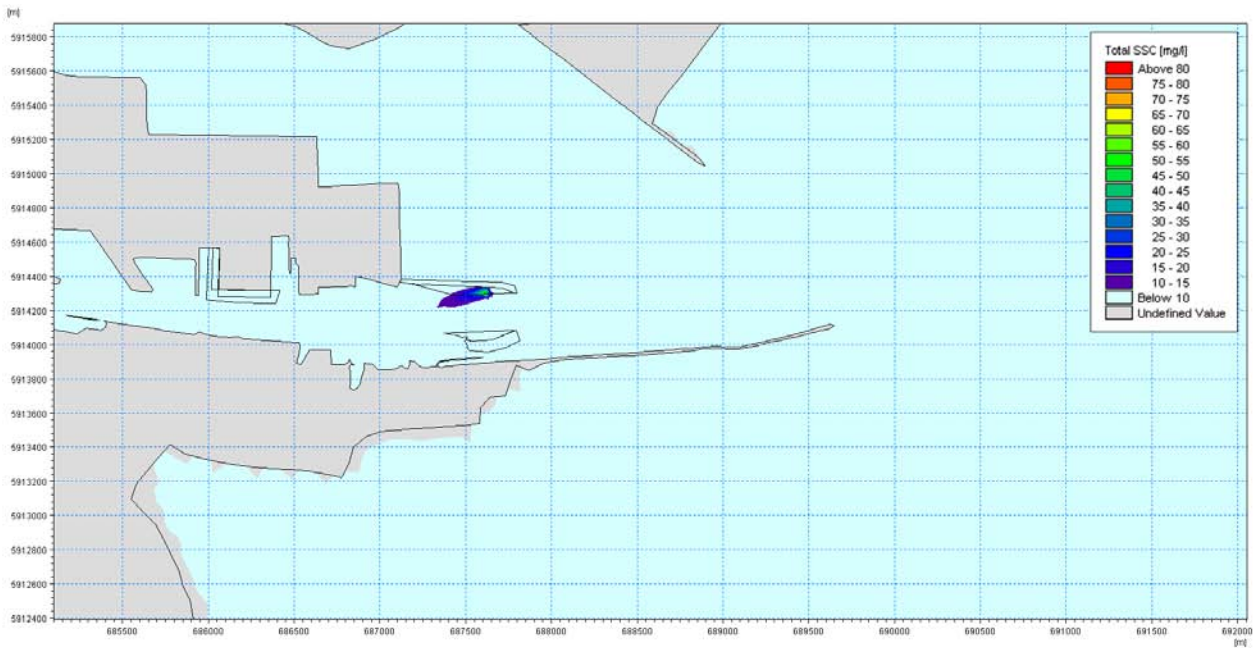 [m]
5915800
5915600
5915400
5915200
5915000
5914800
5914600
5914400
5914200
5914000
5913800
5913600
5913400
5913200
5913000
5912800
5912600
5912400
Total SSC [mg/l]
Above 80
75 - 80
70 - 75
65 - 70
60 - 65
55 - 60
50 - 55
45 - 50
40 - 45
35 - 40
30 - 35
25 - 30
20 - 25
15 - 20
10 - 15
Below 10
Undefined Value
685500 686000 686500 687000 687500 688000 688500 689000 689500 690000 690500 691000 691500 692000
[m]